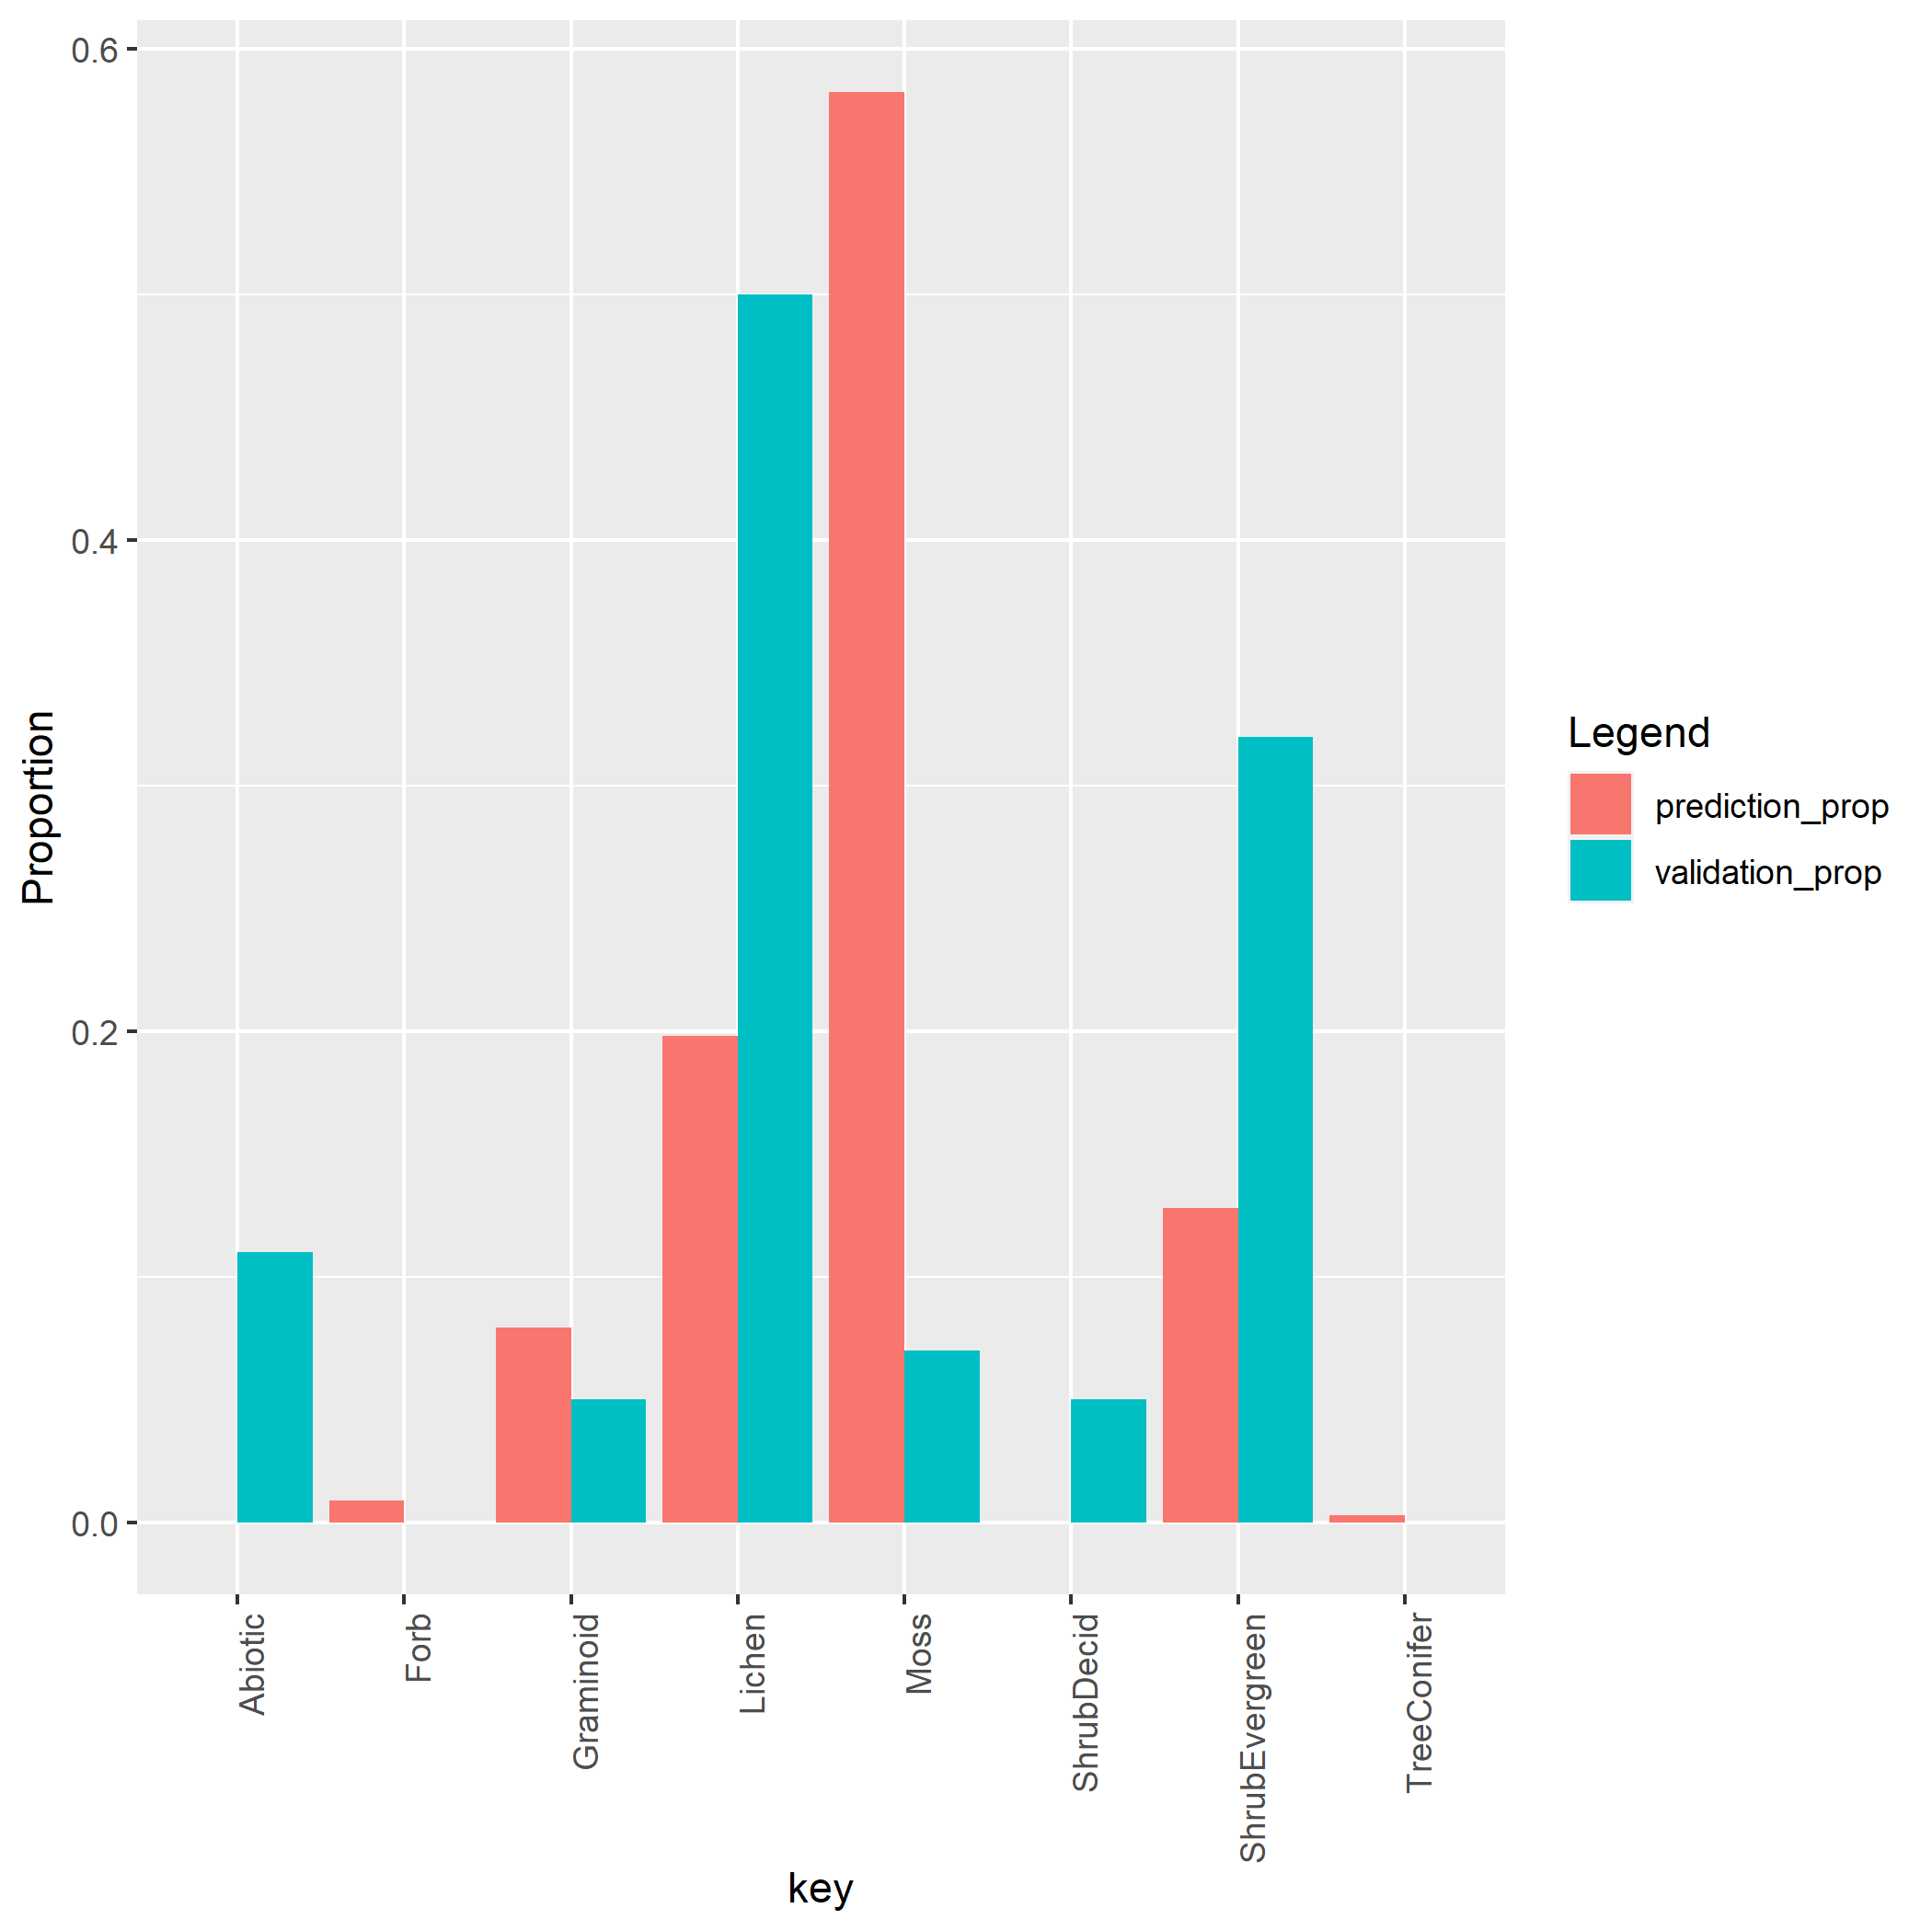 0.6
0.4
0.2
0.0
Proportion
Abiotic
Forb
Graminoid
Lichen
Moss
ShrubDecid
ShrubEvergreen
TreeConifer
key
Legend
prediction_prop
validation_prop